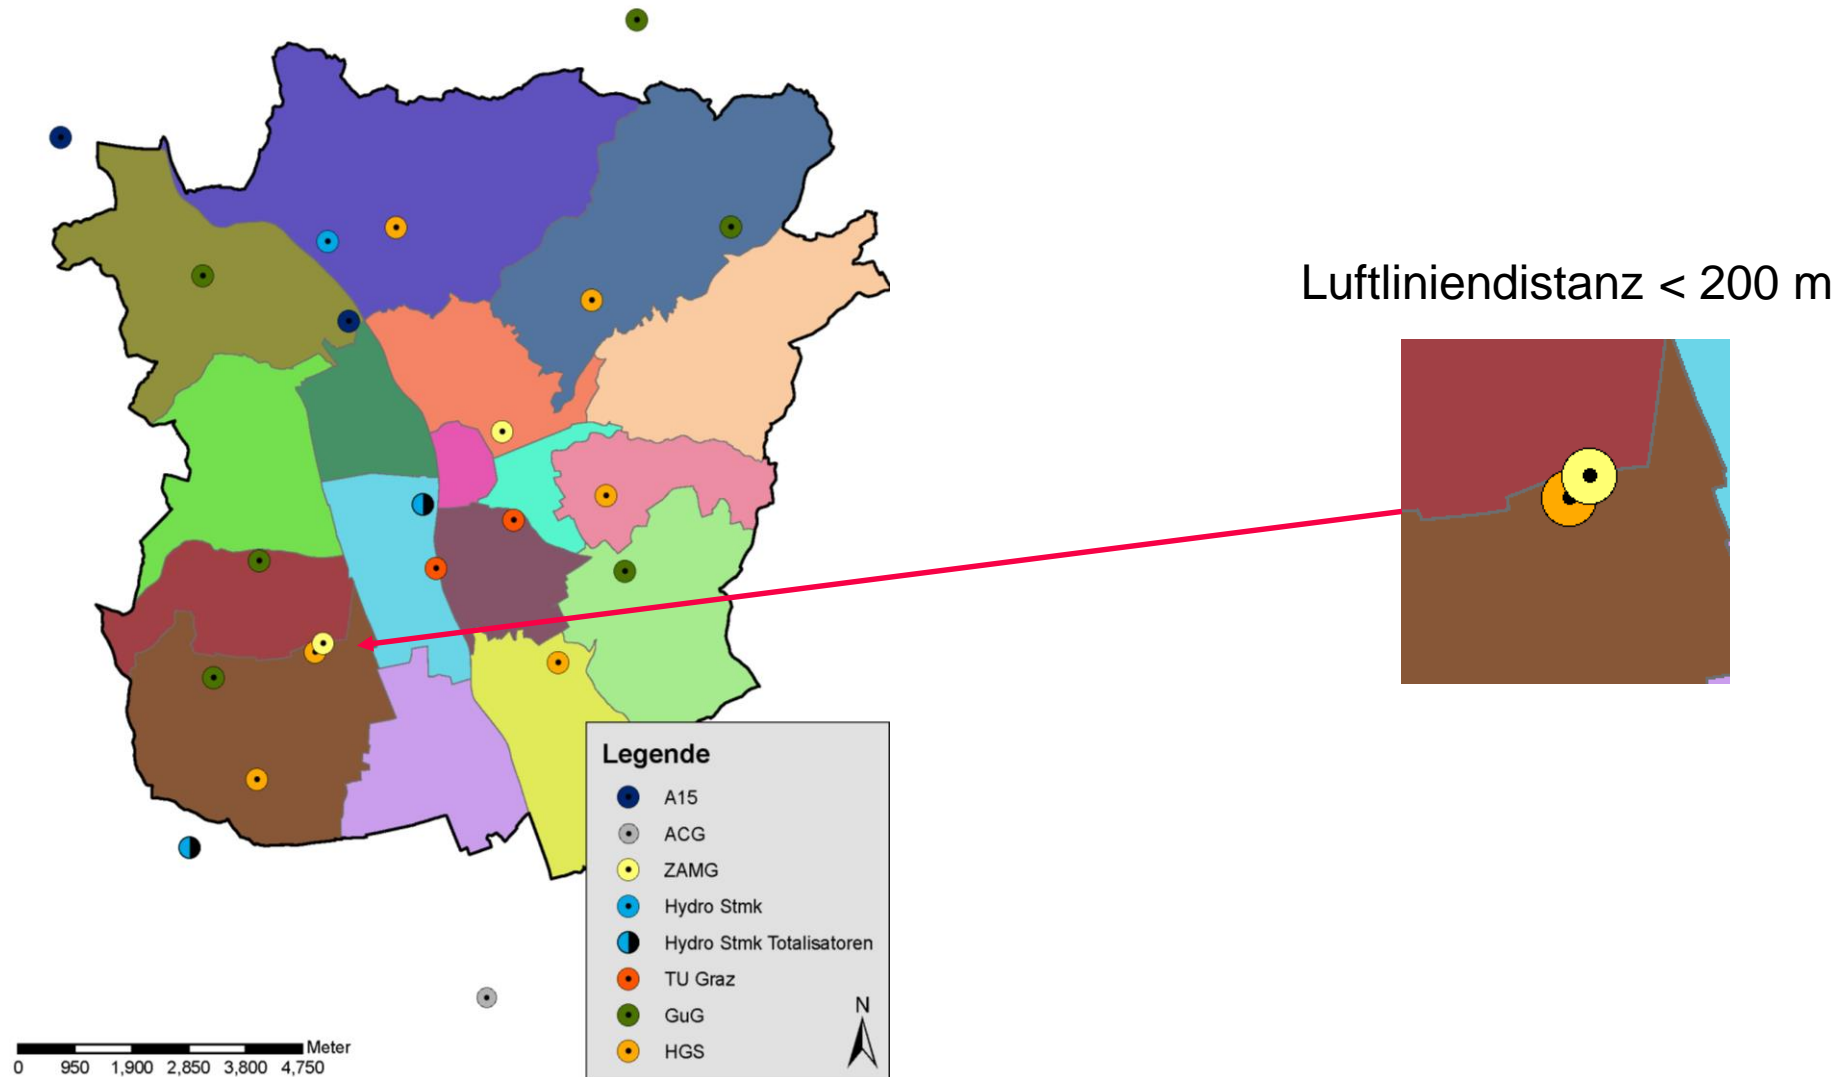 Luftliniendistanz < 200 m
Legende
A15
ACG
ZAMG
Hydro Stmk
Hydro Stmk Totalisatoren
TU Graz
GuG
HGS
N
Meter
0 950 1,900 2,850 3,800 4,750